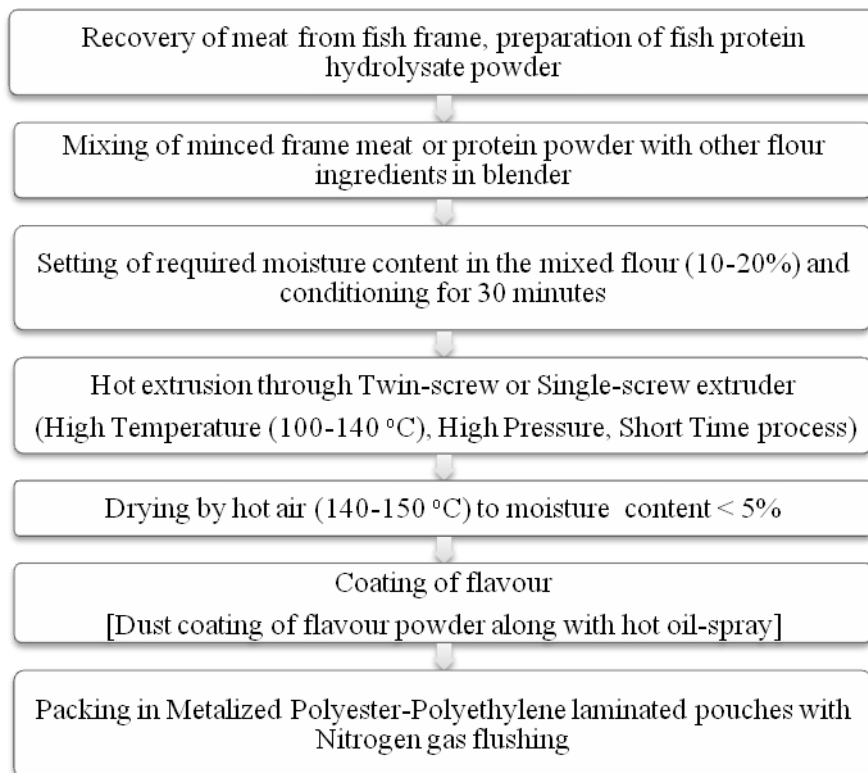 Recovery of meat from fish frame, preparation of fish protein
hydrolysate powder
Mixing of minced frame meat or protein powder with other flour
ingredients in blender
Setting of required moisture content in the mixed flour (10-20%) and
conditioning for 30 minutes
Hot extrusion through Twin-screw or Single-screw extruder
(High Temperature (100-140 °C), High Pressure, Short Time process)
Drying by hot air (140-150 °C) to moisture content < 5%
Coating of flavour
[Dust coating of flavour powder along with hot oil-spray]
Packing in Metalized Polyester-Polyethylene laminated pouches with
Nitrogen gas flushing